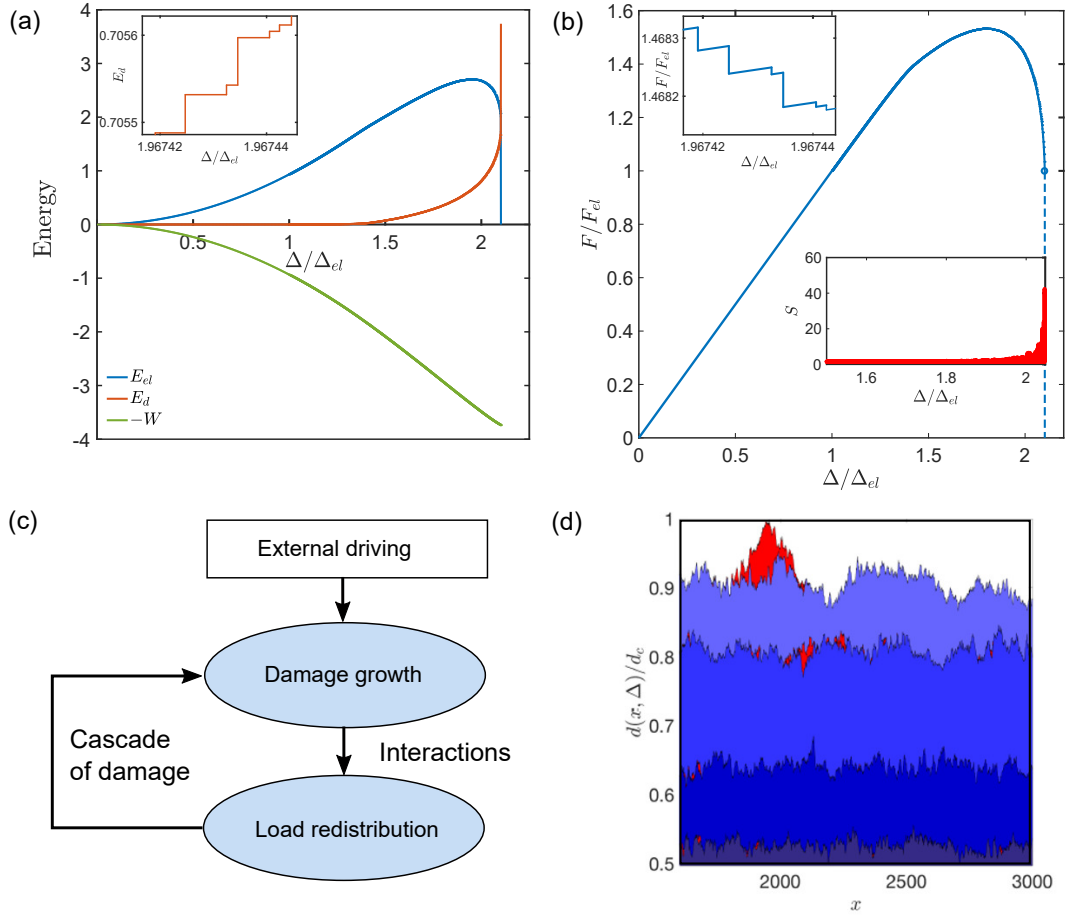 (a)
4
3
2
1
0
-1
-2
-3
-4
Energy
0.5
1
1.5
2
Δ/Δ_el
0.7056
0.7055
E_d
1.96742
1.96744
Δ/Δ_el
E_el
E_d
−W
(b)
1.6
1.4
1.2
1
0.8
0.6
0.4
0.2
0
F/F_el
0
0.5
1
1.5
2
Δ/Δ_el
1.4683
1.4682
F/F_el
1.96742
1.96744
Δ/Δ_el
60
40
20
0
S
1.6
1.8
2
Δ/Δ_el
(c)
External driving
Damage growth
Cascade
of damage
Interactions
Load redistribution
(d)
1
0.9
0.8
0.7
0.6
0.5
d(x, Δ)/d_c
2000
2500
3000
x